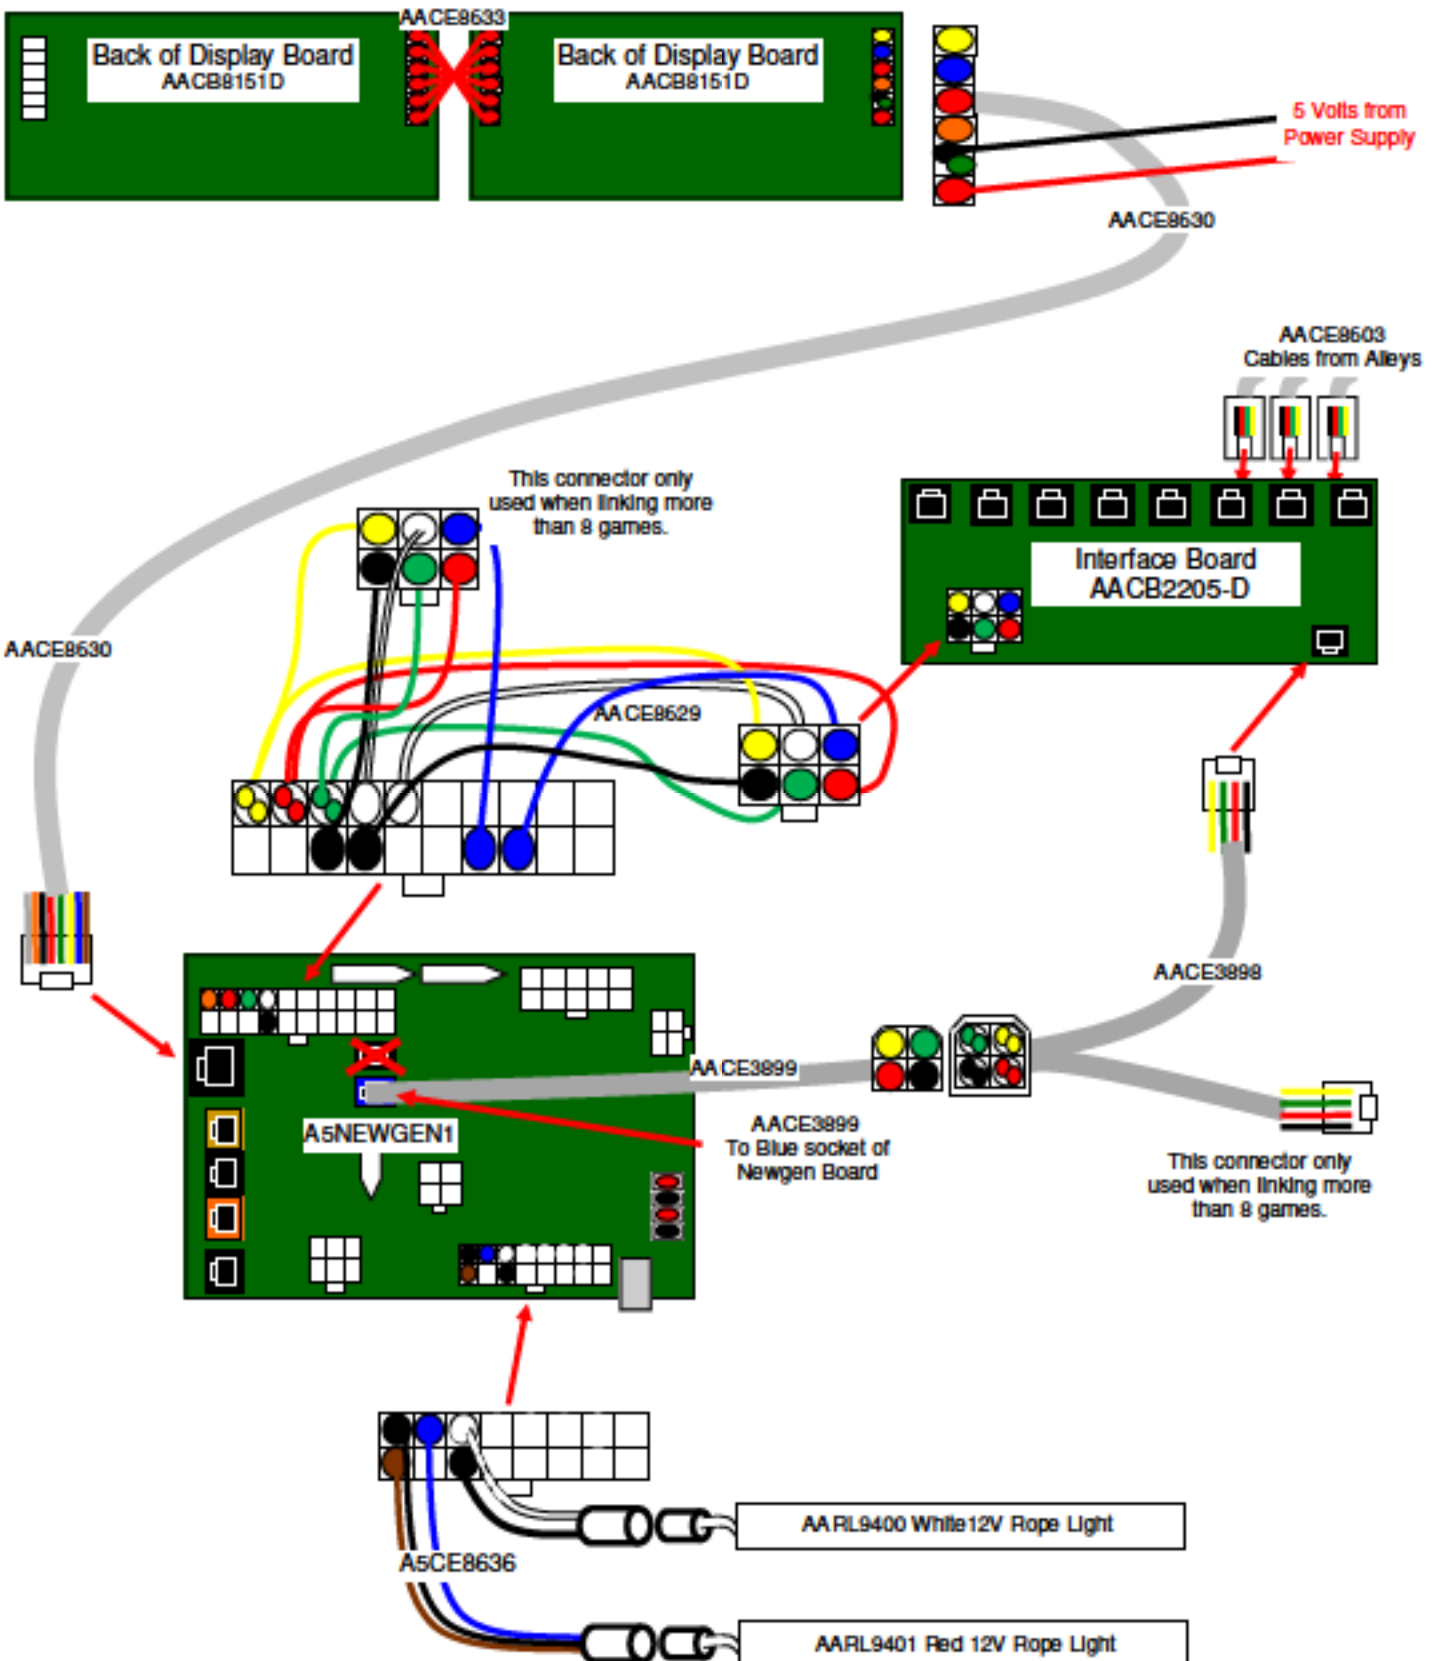 AACE8633
Back of Display Board
AACB8151D
Back of Display Board
AACB8151D
5 Volts from
Power Supply
AACE8630
AACE8603
Cables from Alleys
This connector only
used when linking more
than 8 games.
Interface Board
AACB2205-D
AACE8630
AACE8629
AACE3898
AACE3899
A5NEWGEN1
AACE3899
To Blue socket of
Newgen Board
This connector only
used when linking more
than 8 games.
AARL9400 White12V Rope Light
A5CE8636
AARL9401 Red 12V Rope Light